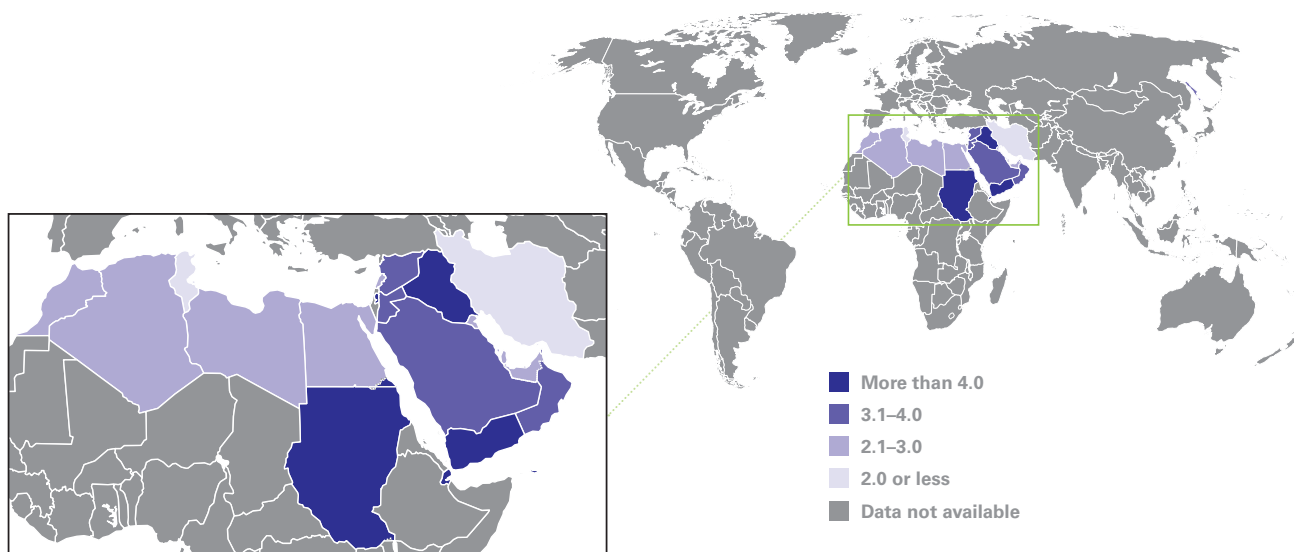 More than 4.0
3.1–4.0
2.1–3.0
2.0 or less
Data not available